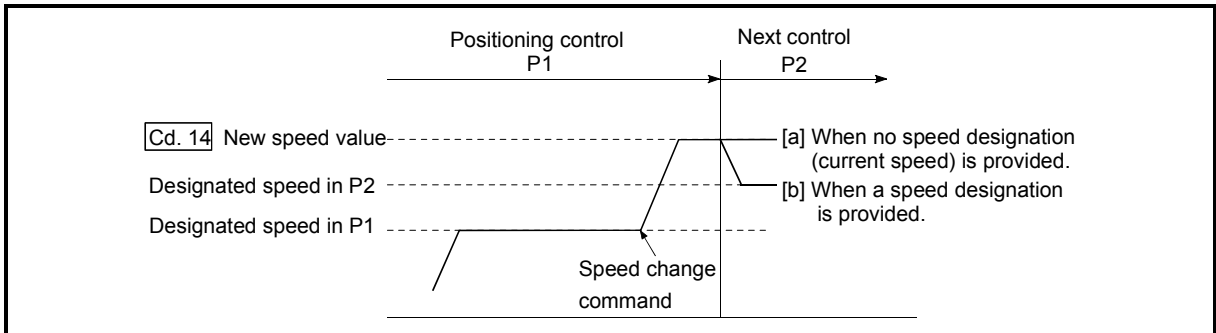 Positioning control
P1
Next control
P2
Cd. 14 New speed value
Designated speed in P2
Designated speed in P1
[a] When no speed designation
(current speed) is provided.
[b] When a speed designation
is provided.
Speed change
command